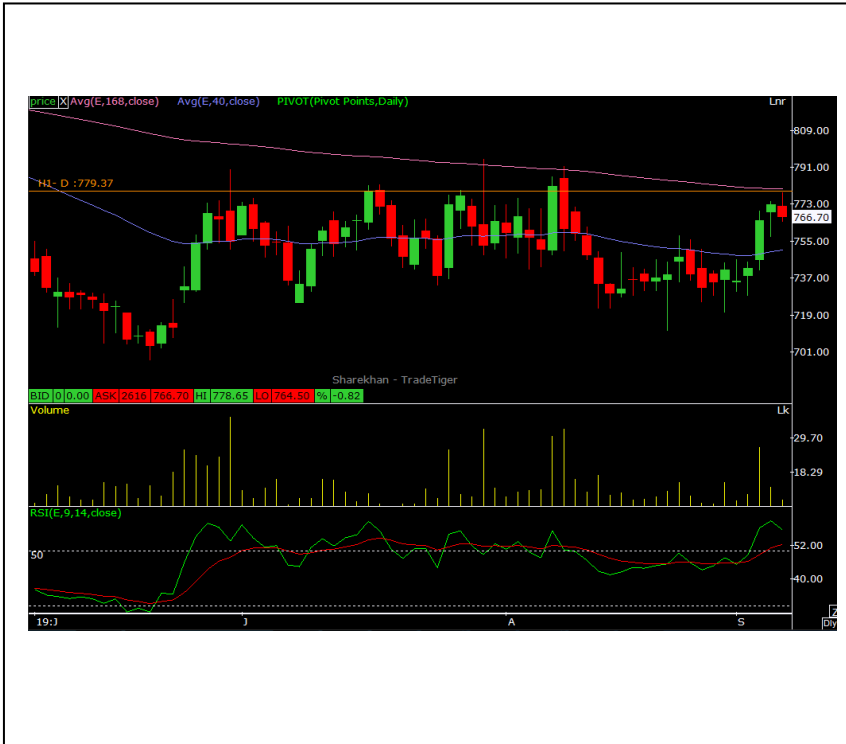 price X Avg(E,168,close) Avg(E,40,close) PIVOT(Pivot Points,Daily) Lnr
809.00
791.00
H1- D :779.37
773.00
766.70
755.00
737.00
719.00
701.00
Sharekhan - TradeTiger
BID 0 0.00 ASK 2616 766.70 HI 778.65 LO 764.50 % -0.82
Volume Lk
29.70
18.29
RSI(E,9,14,close)
50
52.00
40.00
Z
19:J J A S Dly